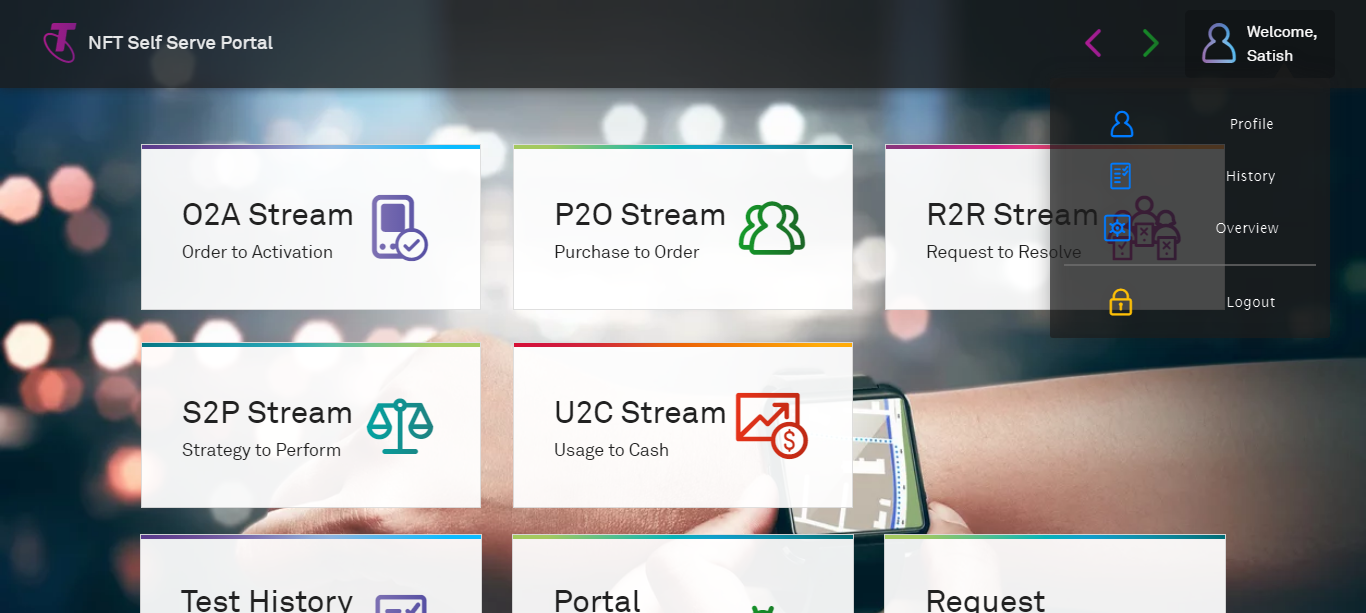 NFT Self Serve Portal
Welcome,
Satish
Profile
History
Overview
Logout
O2A Stream
Order to Activation
P2O Stream
Purchase to Order
R2R Stream
Request to Resolve
S2P Stream
Strategy to Perform
U2C Stream
Usage to Cash
Test History
Portal
Request